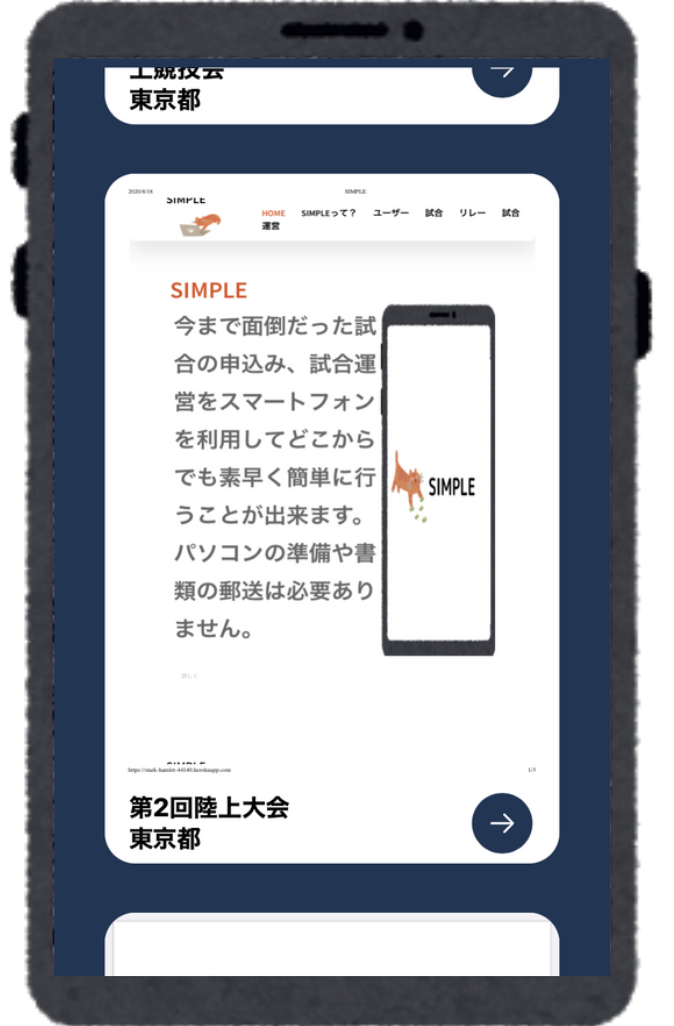 上競技会
東京都
2020/8/18 SIMPLE
SIMPLE
HOME SIMPLEって？ ユーザー 試合 リレー 試合
運営
SIMPLE
今まで面倒だった試
合の申込み、試合運
営をスマートフォン
を利用してどこから
でも素早く簡単に行
うことが出来ます。
パソコンの準備や書
類の郵送は必要あり
ません。
SIMPLE
詳しく
SIMPLE
https://stark-hamlet-44140.herokuapp.com 1/3
第2回陸上大会
東京都